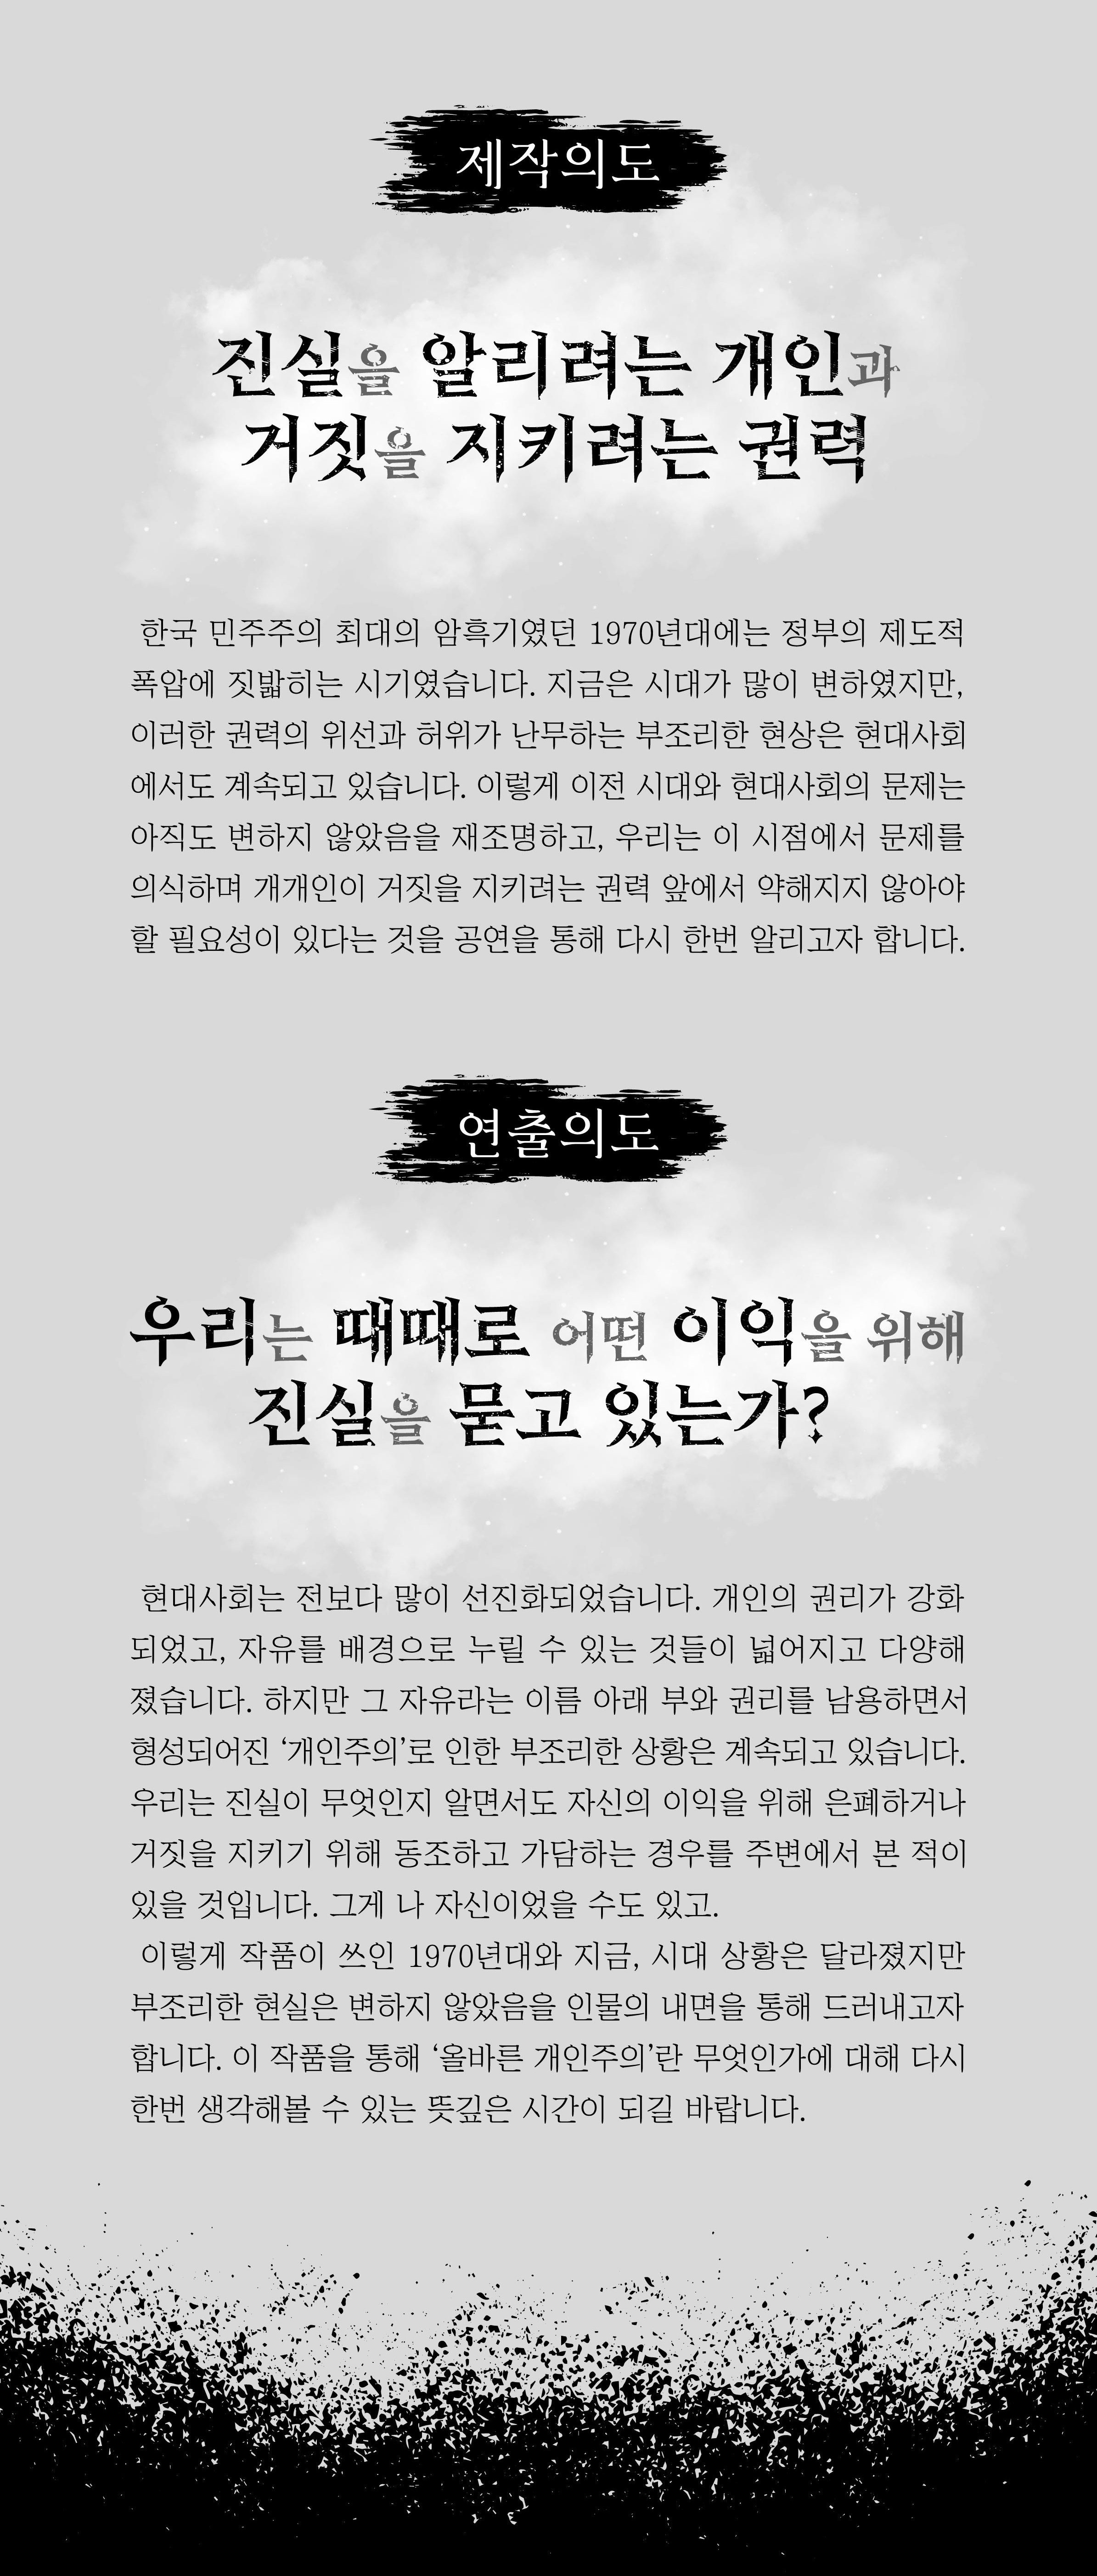 제작의도
진실을 알리려는 개인과
거짓을 지키려는 권력
한국 민주주의 최대의 암흑기였던 1970년대에는 정부의 제도적
폭압에 짓밟히는 시기였습니다. 지금은 시대가 많이 변하였지만,
이러한 권력의 위선과 허위가 난무하는 부조리한 현상은 현대사회
에서도 계속되고 있습니다. 이렇게 이전 시대와 현대사회의 문제는
아직도 변하지 않았음을 재조명하고, 우리는 이 시점에서 문제를
의식하며 개개인이 거짓을 지키려는 권력 앞에서 약해지지 않아야
할 필요성이 있다는 것을 공연을 통해 다시 한번 알리고자 합니다.
연출의도
우리는 때때로 어떤 이익을 위해
진실을 묻고 있는가?
현대사회는 전보다 많이 선진화되었습니다. 개인의 권리가 강화
되었고, 자유를 배경으로 누릴 수 있는 것들이 넓어지고 다양해
졌습니다. 하지만 그 자유라는 이름 아래 부와 권리를 남용하면서
형성되어진 ‘개인주의’로 인한 부조리한 상황은 계속되고 있습니다.
우리는 진실이 무엇인지 알면서도 자신의 이익을 위해 은폐하거나
거짓을 지키기 위해 동조하고 가담하는 경우를 주변에서 본 적이
있을 것입니다. 그게 나 자신이었을 수도 있고.
이렇게 작품이 쓰인 1970년대와 지금, 시대 상황은 달라졌지만
부조리한 현실은 변하지 않았음을 인물의 내면을 통해 드러내고자
합니다. 이 작품을 통해 ‘올바른 개인주의’란 무엇인가에 대해 다시
한번 생각해볼 수 있는 뜻깊은 시간이 되길 바랍니다.